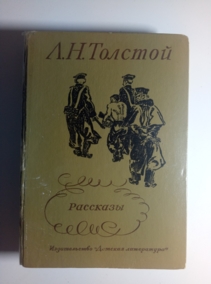 Л.Н.Толстой
Рассказы
Издательство "Детская литература"